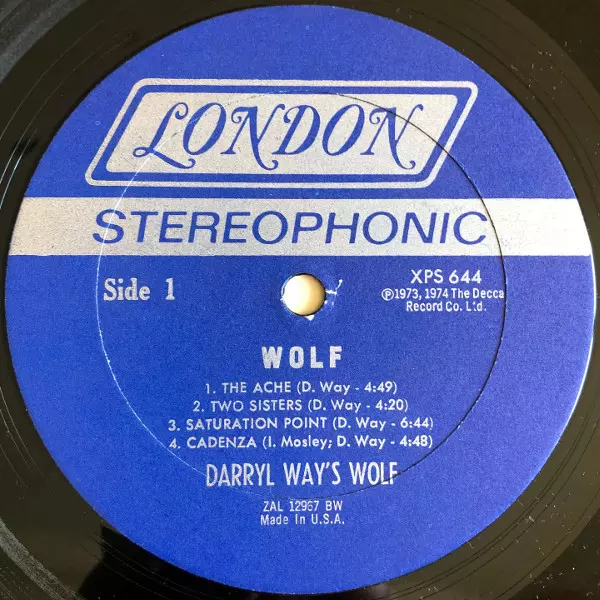 LONDON
STEREOPHONIC
Side 1
XPS 644
℗1973, 1974 The Decca
Record Co. Ltd.
WOLF
1. THE ACHE (D. Way - 4:49)
2. TWO SISTERS (D. Way - 4:20)
3. SATURATION POINT (D. Way - 6:44)
4. CADENZA (I. Mosley; D. Way - 4:48)
DARRYL WAY'S WOLF
ZAL 12967 BW
Made In U.S.A.